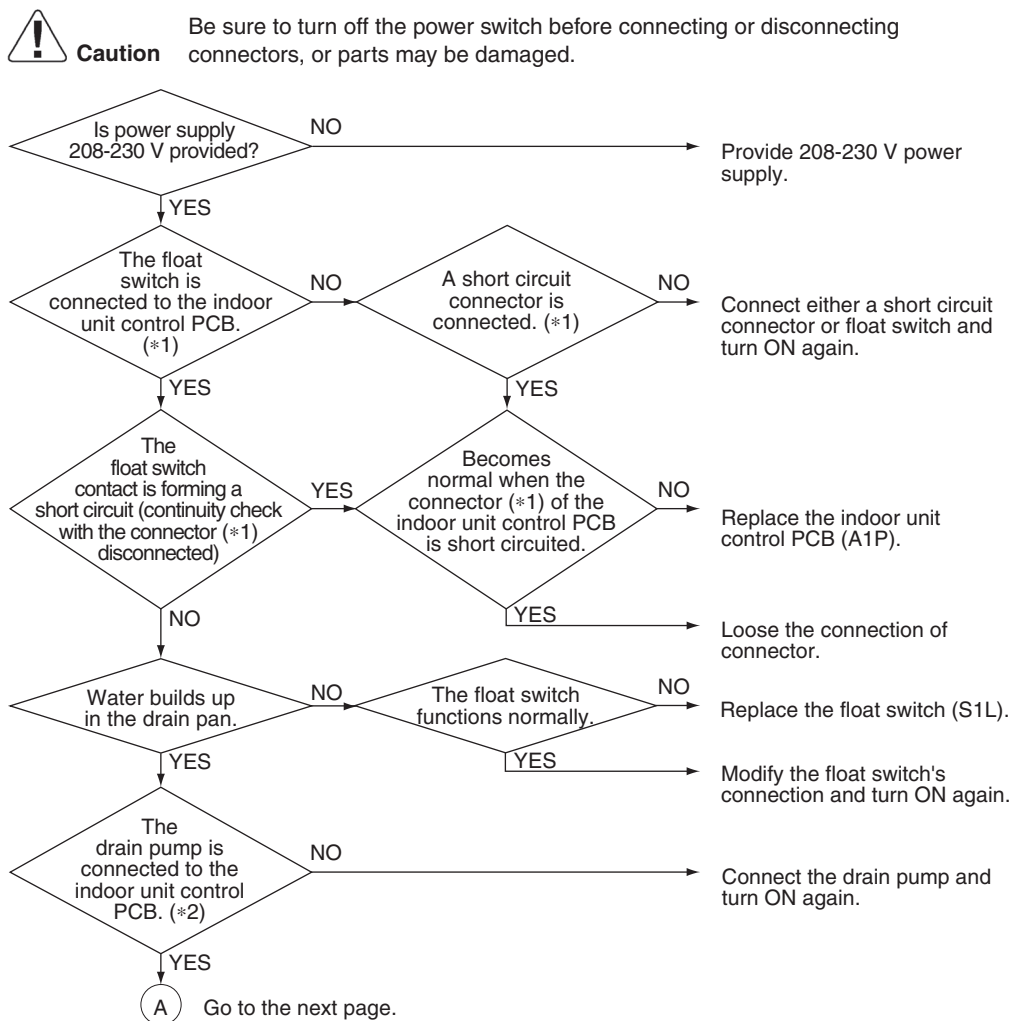 Be sure to turn off the power switch before connecting or disconnecting
Caution connectors, or parts may be damaged.
Is power supply
208-230 V provided?
NO
Provide 208-230 V power
supply.
YES
The float
switch is
connected to the indoor
unit control PCB.
(*1)
NO
A short circuit
connector is
connected. (*1)
NO
Connect either a short circuit
connector or float switch and
turn ON again.
YES
YES
The
float switch
contact is forming a
short circuit (continuity check
with the connector (*1)
disconnected)
YES
Becomes
normal when the
connector (*1) of the
indoor unit control PCB
is short circuited.
NO
Replace the indoor unit
control PCB (A1P).
NO
YES
Loose the connection of
connector.
Water builds up
in the drain pan.
NO
The float switch
functions normally.
NO
Replace the float switch (S1L).
YES
YES
Modify the float switch's
connection and turn ON again.
The
drain pump is
connected to the
indoor unit control
PCB. (*2)
NO
Connect the drain pump and
turn ON again.
YES
A Go to the next page.